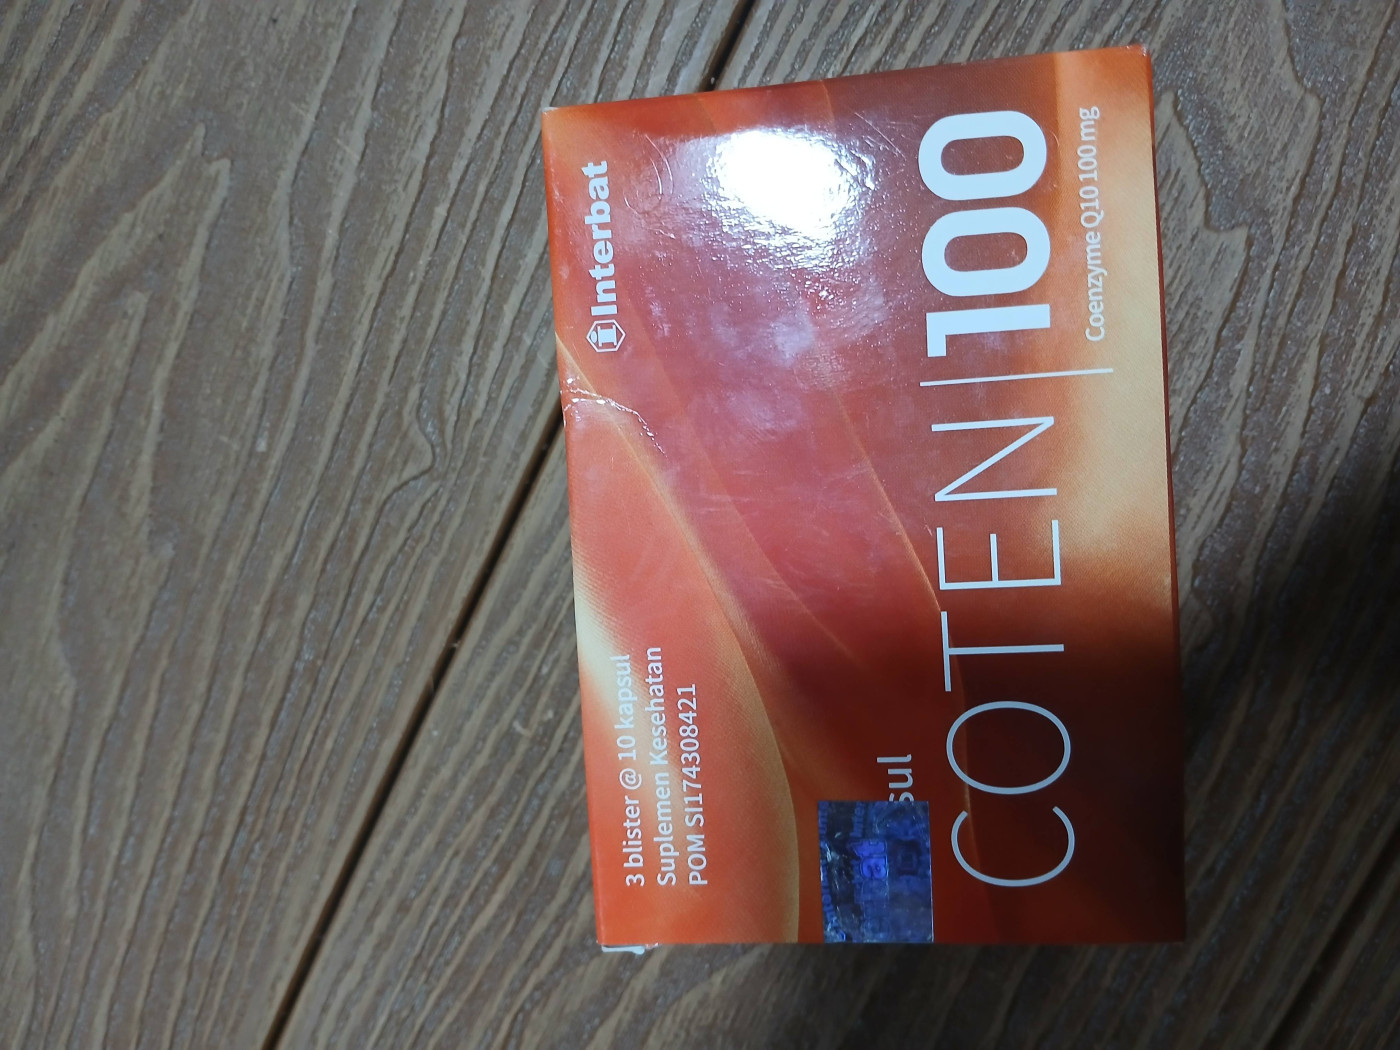 3 blister @ 10 kapsul
Suplemen Kesehatan
POM SI174308421
Interbat
COTEN|100
Coenzyme Q10 100 mg